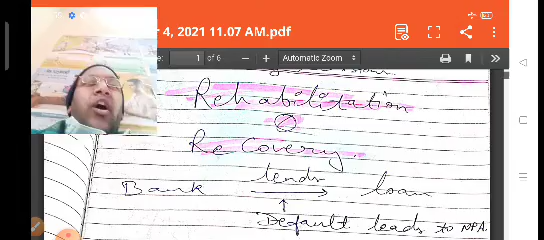 4, 2021 11.07 AM.pdf
1 of 6 Automatic Zoom
Rehabilitation
Recovery
Bank lends loan
Default leads to NPA.